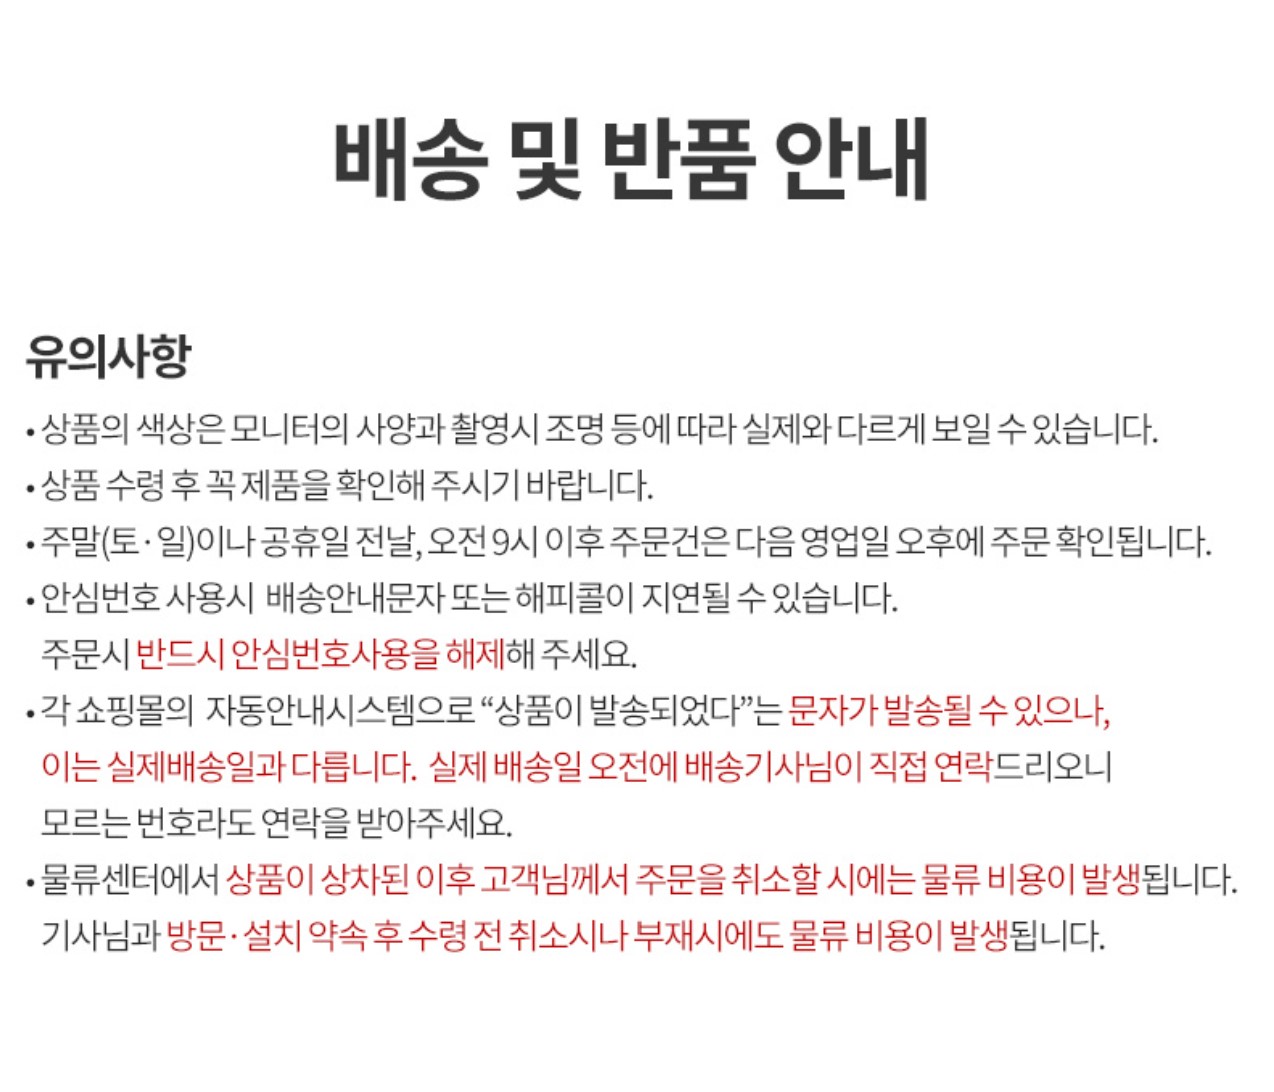 배송 및 반품 안내
유의사항
• 상품의 색상은 모니터의 사양과 촬영시 조명 등에 따라 실제와 다르게 보일 수 있습니다.
• 상품 수령 후 꼭 제품을 확인해 주시기 바랍니다.
• 주말(토·일)이나 공휴일 전날, 오전 9시 이후 주문건은 다음 영업일 오후에 주문 확인됩니다.
• 안심번호 사용시 배송안내문자 또는 해피콜이 지연될 수 있습니다.
주문시 반드시 안심번호사용을 해제해 주세요.
• 각 쇼핑몰의 자동안내시스템으로 “상품이 발송되었다”는 문자가 발송될 수 있으나,
이는 실제배송일과 다릅니다. 실제 배송일 오전에 배송기사님이 직접 연락드리오니
모르는 번호라도 연락을 받아주세요.
• 물류센터에서 상품이 상차된 이후 고객님께서 주문을 취소할 시에는 물류 비용이 발생됩니다.
기사님과 방문·설치 약속 후 수령 전 취소시나 부재시에도 물류 비용이 발생됩니다.